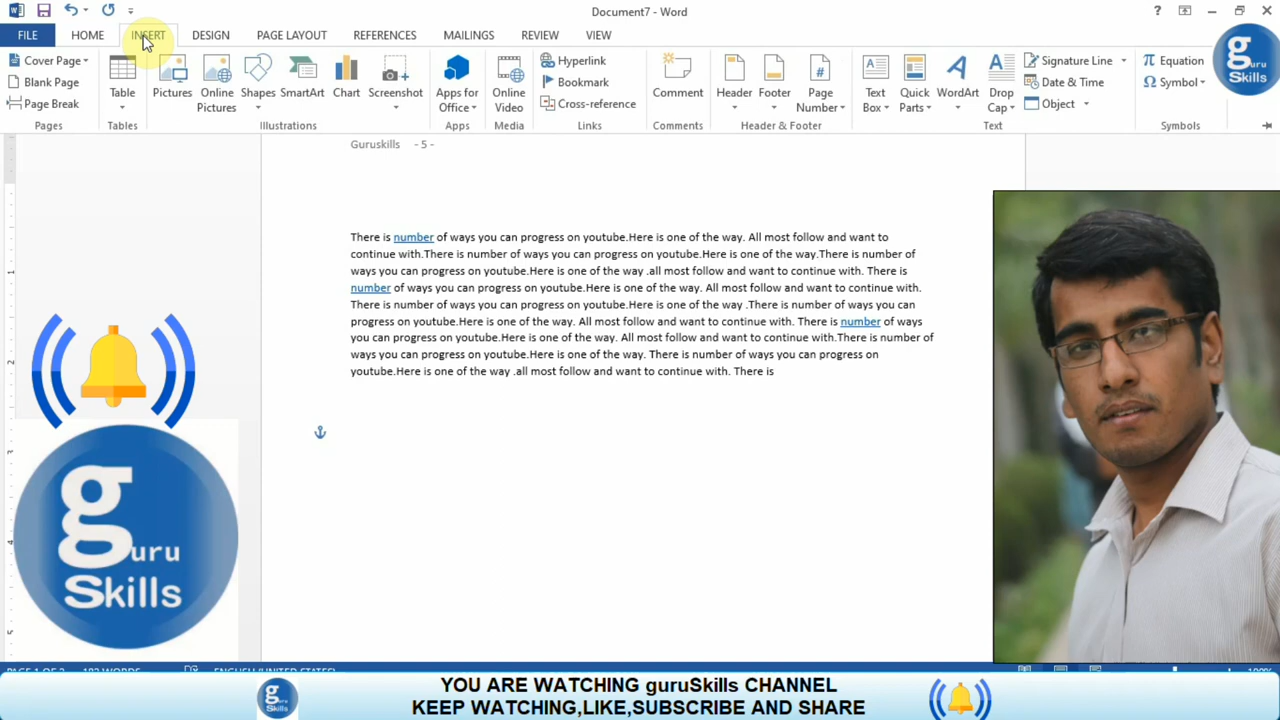 Document7 - Word
FILE HOME INSERT DESIGN PAGE LAYOUT REFERENCES MAILINGS REVIEW VIEW
Cover Page
Blank Page
Page Break
Pages
Table
Tables
Pictures
Online Pictures
Shapes
SmartArt
Chart
Screenshot
Illustrations
Apps for Office
Apps
Online Video
Media
Hyperlink
Bookmark
Cross-reference
Links
Comment
Comments
Header
Footer
Page Number
Header & Footer
Text Box
Quick Parts
WordArt
Drop Cap
Signature Line
Date & Time
Object
Text
Equation
Symbol
Symbols
g
uru
Skills
Guruskills - 5 -
There is number of ways you can progress on youtube.Here is one of the way. All most follow and want to
continue with.There is number of ways you can progress on youtube.Here is one of the way.There is number of
ways you can progress on youtube.Here is one of the way .all most follow and want to continue with. There is
number of ways you can progress on youtube.Here is one of the way. All most follow and want to continue with.
There is number of ways you can progress on youtube.Here is one of the way .There is number of ways you can
progress on youtube.Here is one of the way. All most follow and want to continue with. There is number of ways
you can progress on youtube.Here is one of the way. All most follow and want to continue with.There is number of
ways you can progress on youtube.Here is one of the way. There is number of ways you can progress on
youtube.Here is one of the way .all most follow and want to continue with. There is
1
2
3
4
5
g
uru
Skills
ENGLISH (UNITED STATES)
100%
YOU ARE WATCHING guruSkills CHANNEL
KEEP WATCHING,LIKE,SUBSCRIBE AND SHARE